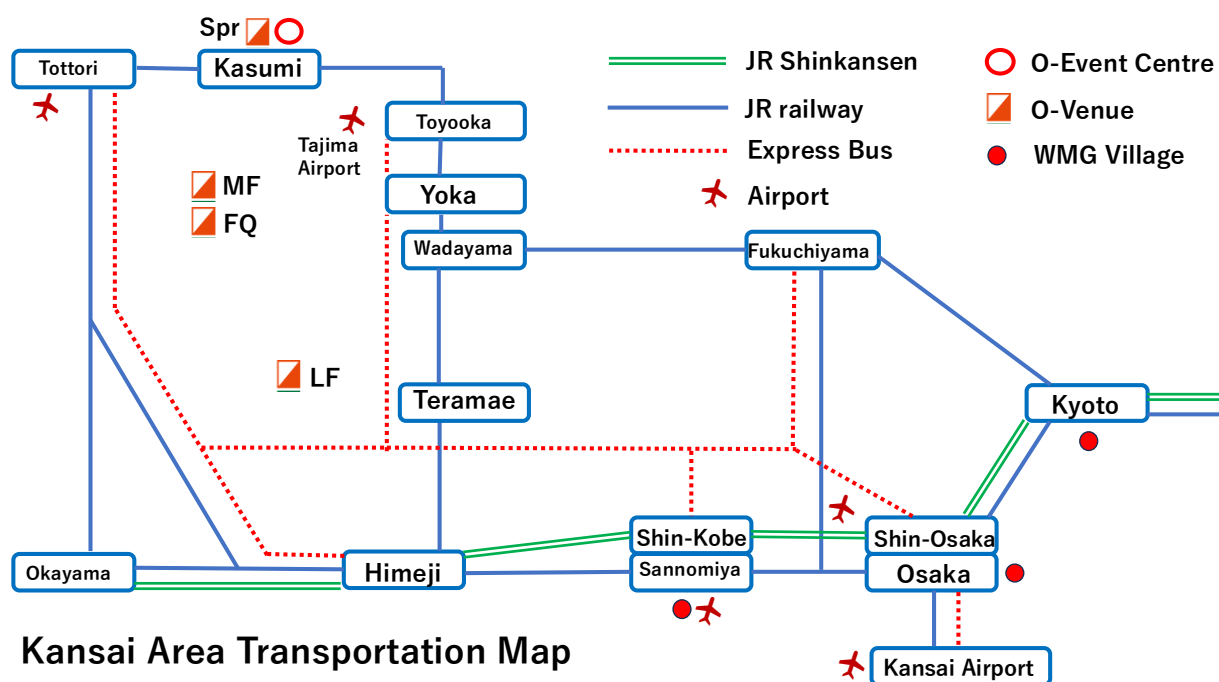 Spr
Tottori
Kasumi
JR Shinkansen
O-Event Centre
JR railway
O-Venue
Toyooka
Tajima
Airport
Express Bus
WMG Village
MF
Yoka
Airport
FQ
Wadayama
Fukuchiyama
LF
Teramae
Kyoto
Shin-Kobe
Shin-Osaka
Okayama
Himeji
Sannomiya
Osaka
Kansai Area Transportation Map
Kansai Airport